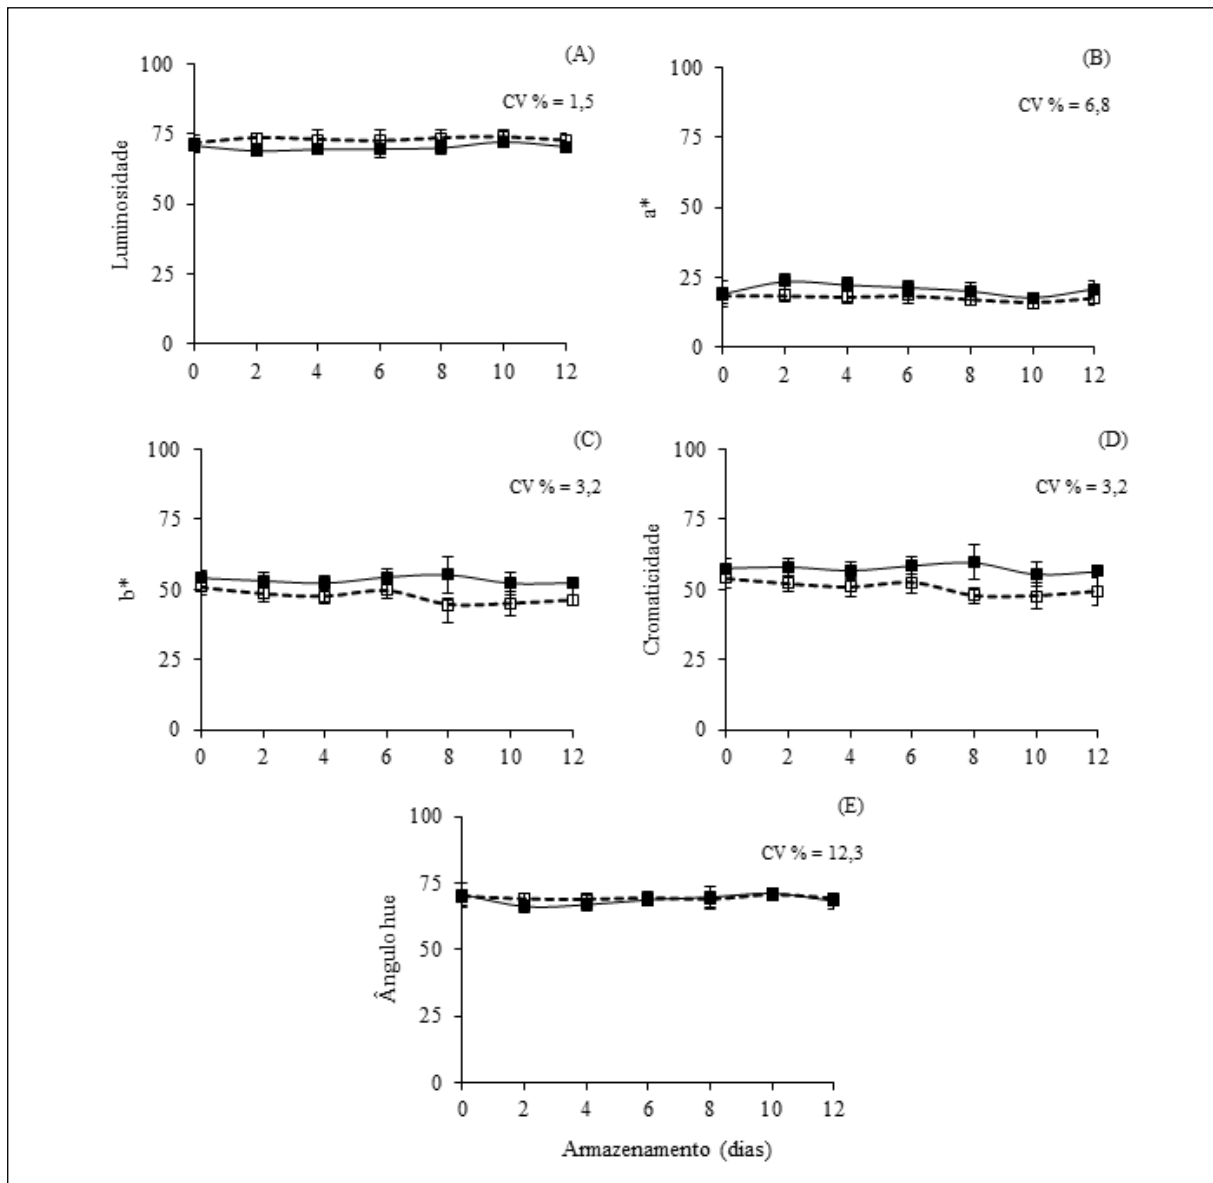 (A)
CV % = 1,5
100
75
50
25
0
Luminosidade
0 2 4 6 8 10 12
(B)
CV % = 6,8
100
75
50
25
0
a*
0 2 4 6 8 10 12
(C)
CV % = 3,2
100
75
50
25
0
b*
0 2 4 6 8 10 12
(D)
CV % = 3,2
100
75
50
25
0
Cromaticidade
0 2 4 6 8 10 12
(E)
CV % = 12,3
100
75
50
25
0
Ângulo hue
0 2 4 6 8 10 12
Armazenamento (dias)